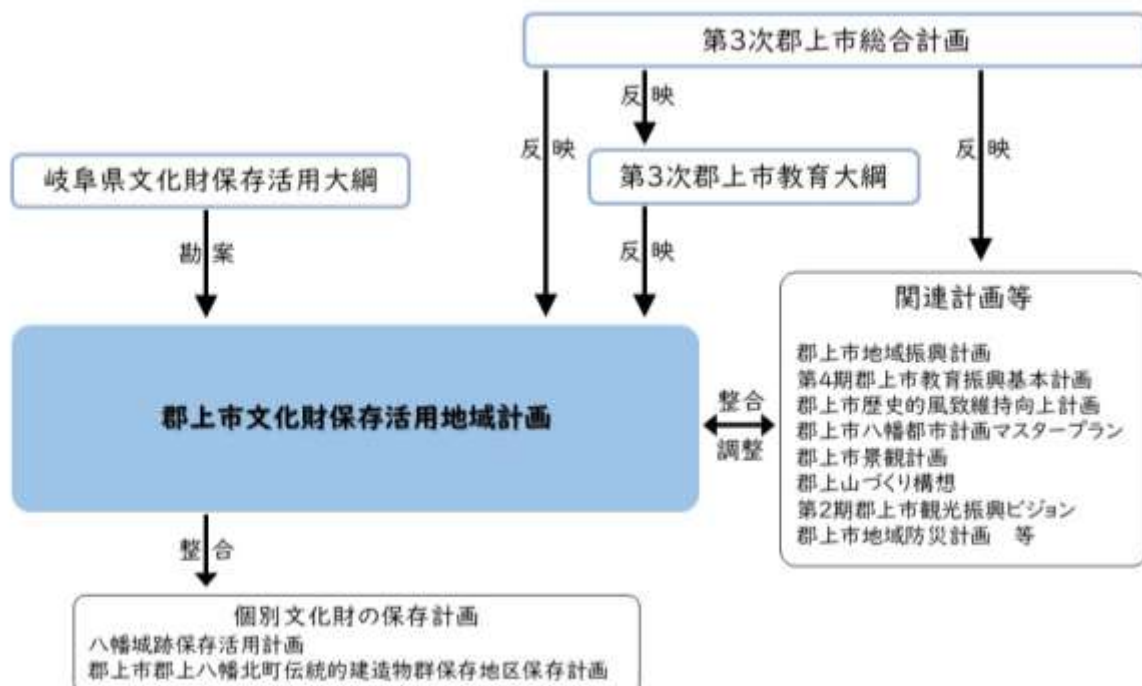 第3次郡上市総合計画
反映
反映
反映
岐阜県文化財保存活用大綱
第3次郡上市教育大綱
勘案
反映
関連計画等
郡上市地域振興計画
第4期郡上市教育振興基本計画
郡上市歴史的風致維持向上計画
郡上市八幡都市計画マスタープラン
郡上市景観計画
郡上山づくり構想
第2期郡上市観光振興ビジョン
郡上市地域防災計画　等
郡上市文化財保存活用地域計画
整合
調整
整合
個別文化財の保存計画
八幡城跡保存活用計画
郡上市郡上八幡北町伝統的建造物群保存地区保存計画